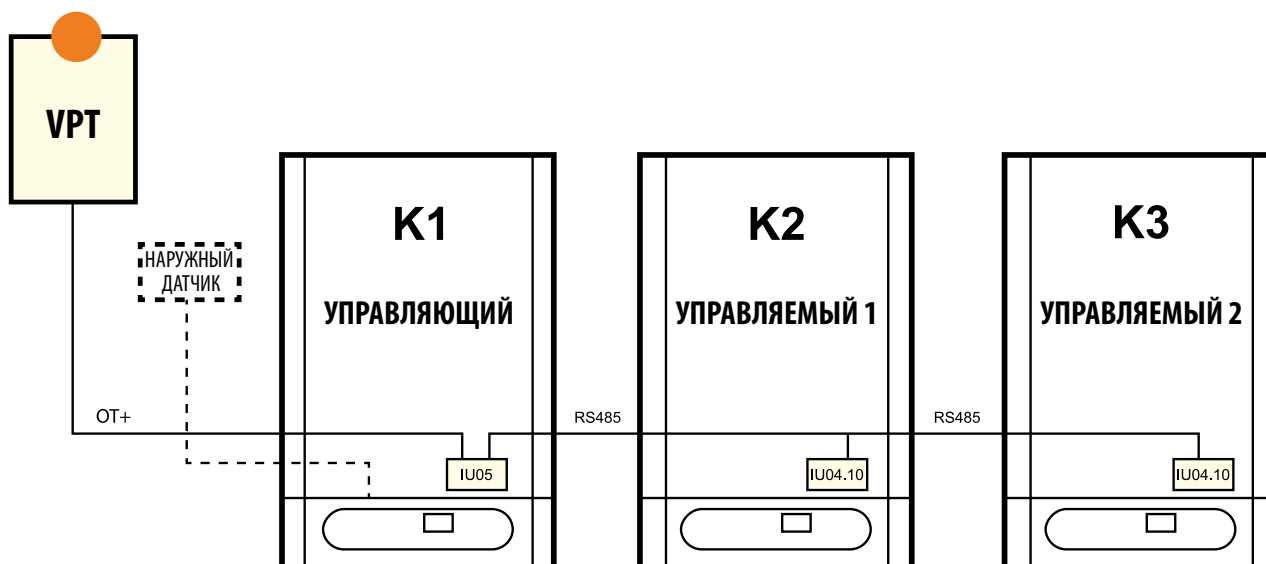 VPT
НАРУЖНЫЙ
ДАТЧИК
OT+
K1
УПРАВЛЯЮЩИЙ
IU05
RS485
K2
УПРАВЛЯЕМЫЙ 1
IU04.10
RS485
K3
УПРАВЛЯЕМЫЙ 2
IU04.10